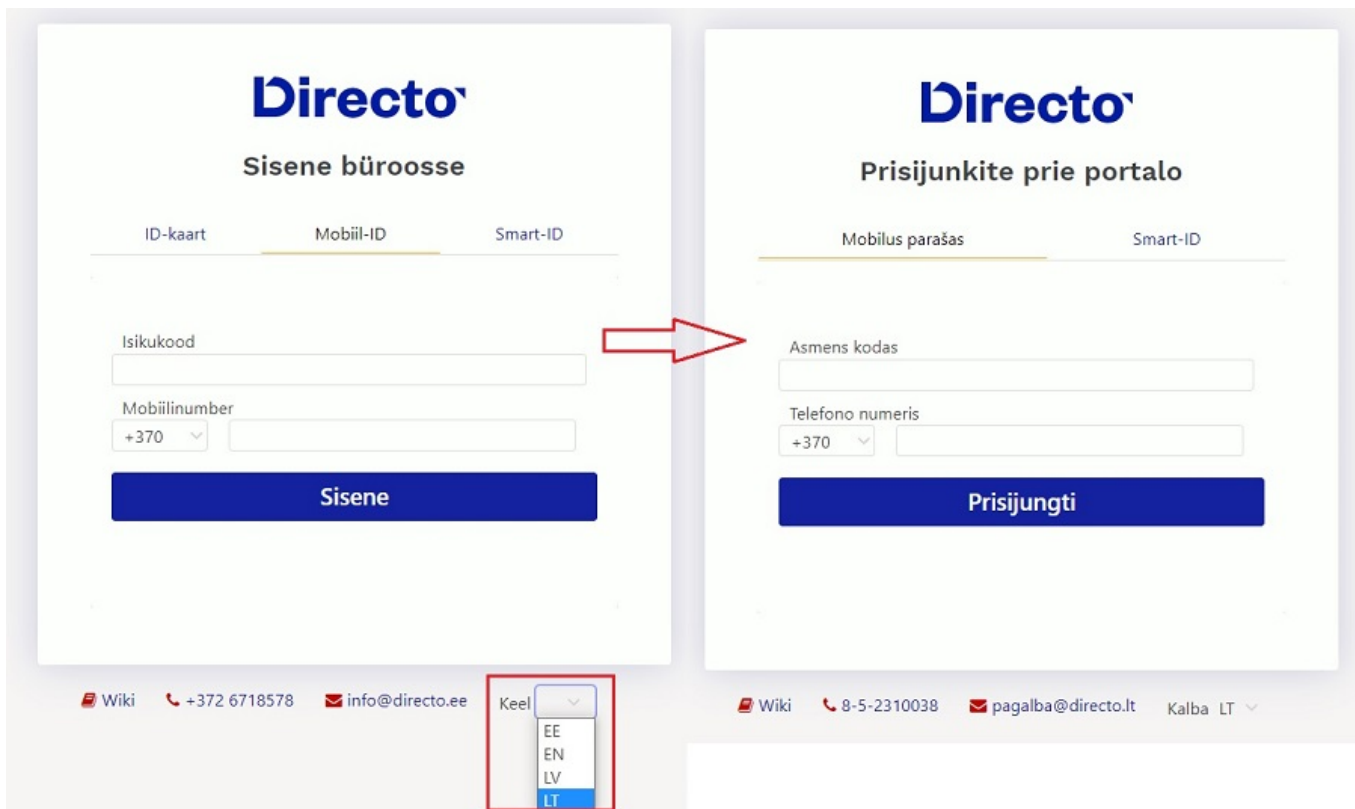 Directo
Sisene büroosse
ID-kaart Mobiil-ID Smart-ID
Isikukood
Mobiilinumber
+370
Sisene
Wiki +372 6718578 info@directo.ee Keel
EE
EN
LV
LT
Directo
Prisijunkite prie portalo
Mobilus parašas Smart-ID
Asmens kodas
Telefono numeris
+370
Prisijungti
Wiki 8-5-2310038 pagalba@directo.lt Kalba LT